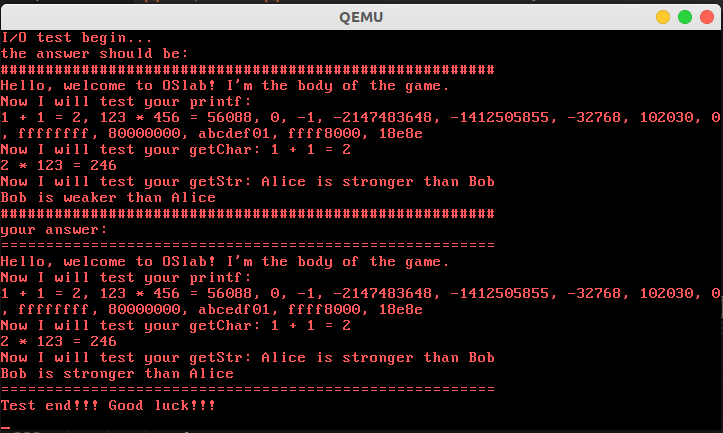 QEMU
I/O test begin...
the answer should be:
#######################################################
Hello, welcome to OSlab! I'm the body of the game.
Now I will test your printf:
1 + 1 = 2, 123 * 456 = 56088, 0, -1, -2147483648, -1412505855, -32768, 102030, 0
, ffffffff, 80000000, abcdef01, ffff8000, 18e8e
Now I will test your getChar: 1 + 1 = 2
2 * 123 = 246
Now I will test your getStr: Alice is stronger than Bob
Bob is weaker than Alice
#######################################################
your answer:
=======================================================
Hello, welcome to OSlab! I'm the body of the game.
Now I will test your printf:
1 + 1 = 2, 123 * 456 = 56088, 0, -1, -2147483648, -1412505855, -32768, 102030, 0
, ffffffff, 80000000, abcedf01, ffff8000, 18e8e
Now I will test your getChar: 1 + 1 = 2
2 * 123 = 246
Now I will test your getStr: Alice is stronger than Bob
Bob is stronger than Alice
=======================================================
Test end!!! Good luck!!!
_